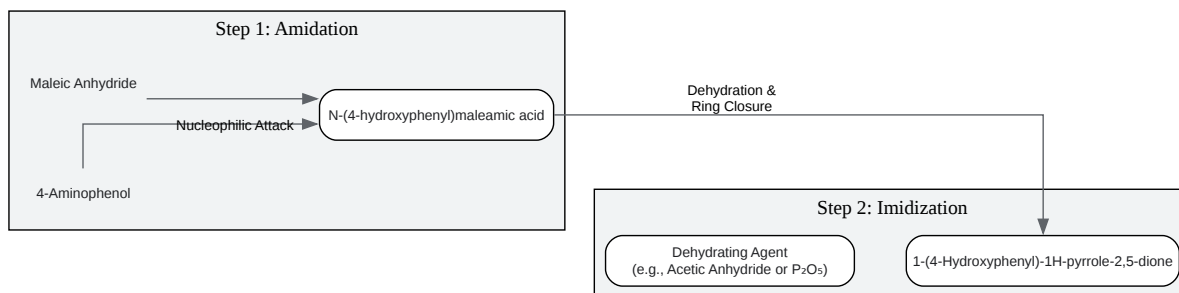 Step 1: Amidation
Maleic Anhydride
Nucleophilic Attack
N-(4-hydroxyphenyl)maleamic acid
4-Aminophenol
Dehydration &
Ring Closure
Step 2: Imidization
Dehydrating Agent
(e.g., Acetic Anhydride or P₂O₅)
1-(4-Hydroxyphenyl)-1H-pyrrole-2,5-dione